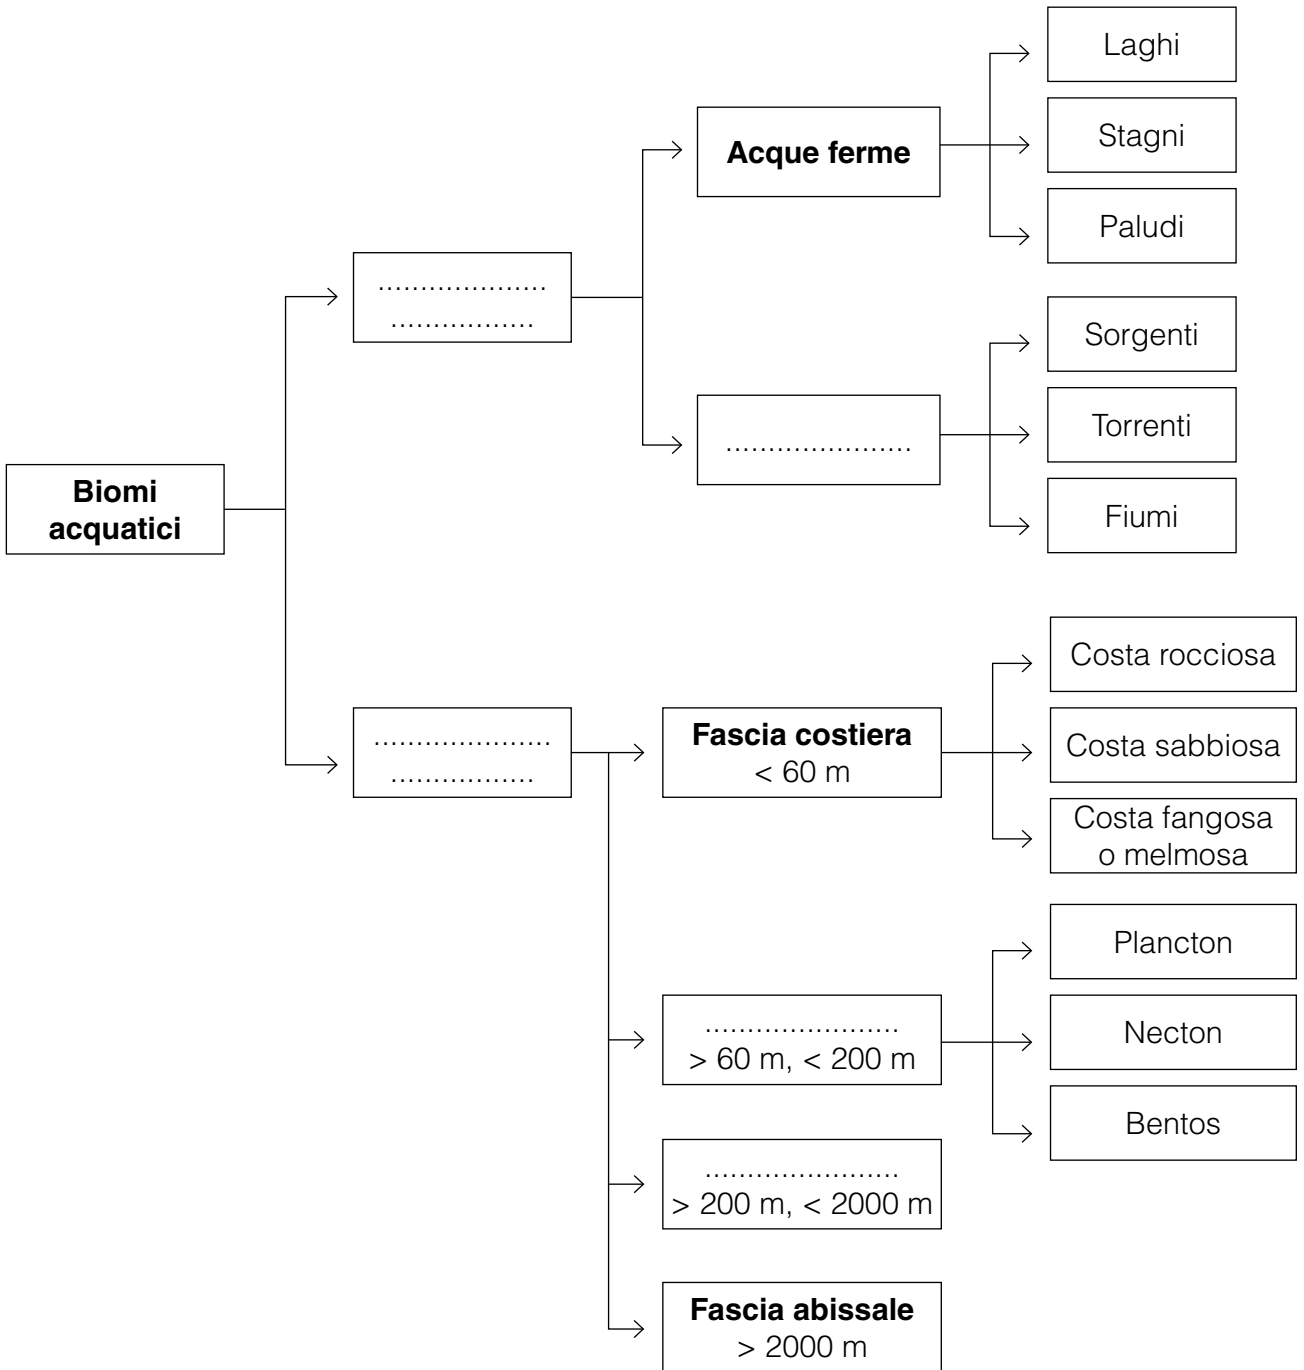 Laghi
Acque ferme
Stagni
Paludi
....................
.................
Sorgenti
......................
Torrenti
Biomi
acquatici
Fiumi
.....................
.................
Fascia costiera
< 60 m
Costa rocciosa
Costa sabbiosa
Costa fangosa
o melmosa
.......................
> 60 m, < 200 m
Plancton
Necton
Bentos
.......................
> 200 m, < 2000 m
Fascia abissale
> 2000 m